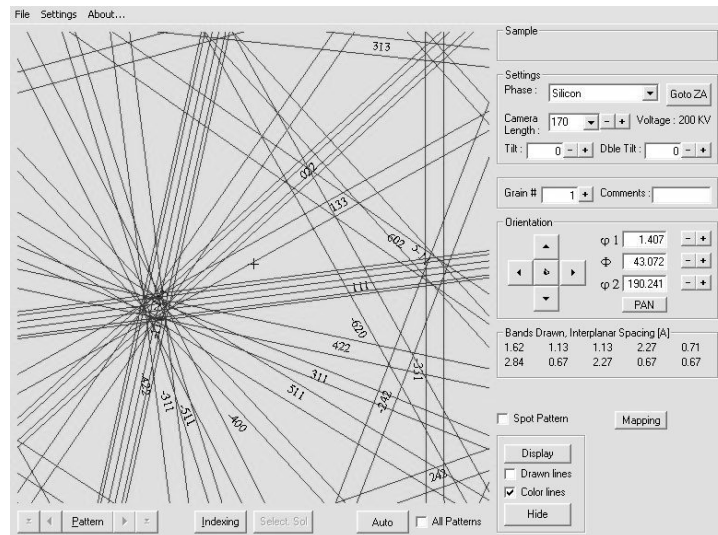 File Settings About...
Sample
Settings
Phase : Silicon Goto ZA
Camera Length : 170 - + Voltage : 200 KV
Tilt : 0 - + Dble Tilt : 0 - +
Grain # 1 + Comments :
Orientation
φ 1 1.407 - +
Φ 43.072 - +
φ 2 190.241 - +
PAN
Bands Drawn, Interplanar Spacing [A]
1.62 1.13 1.13 2.27 0.71
2.84 0.67 2.27 0.67 0.67
Spot Pattern Mapping
Display
Drawn lines
Color lines
Hide
313
022
133
-602
5-11
111
-620
422
-331
311
511
-242
-422
-311
-511
-400
242
Pattern Indexing Select. Sol Auto All Patterns